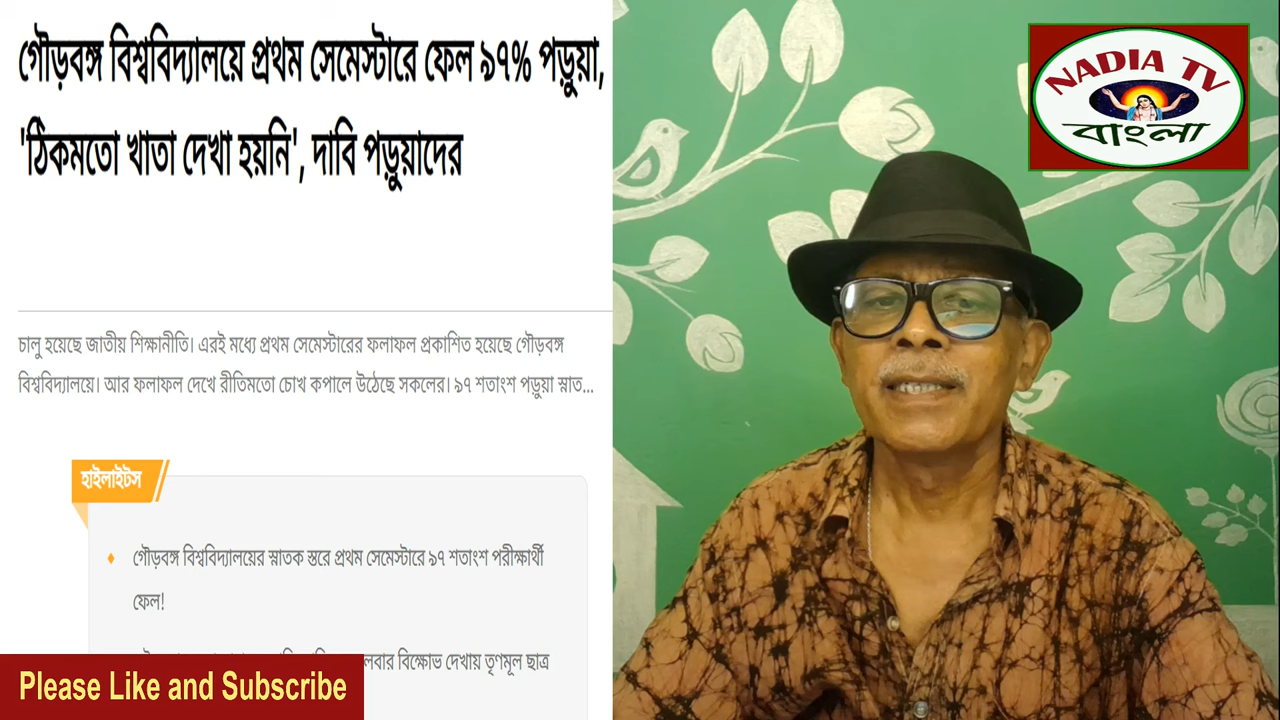 গৌড়বঙ্গ বিশ্ববিদ্যালয়ে প্রথম সেমেস্টারে ফেল ৯৭% পড়ুয়া,
'ঠিকমতো খাতা দেখা হয়নি', দাবি পড়ুয়াদের
চালু হয়েছে জাতীয় শিক্ষানীতি। এরই মধ্যে প্রথম সেমেস্টারের ফলাফল প্রকাশিত হয়েছে গৌড়বঙ্গ
বিশ্ববিদ্যালয়ে। আর ফলাফল দেখে রীতিমতো চোখ কপালে উঠেছে সকলের। ৯৭ শতাংশ পড়ুয়া স্নাত...
হাইলাইটস
গৌড়বঙ্গ বিশ্ববিদ্যালয়ের স্নাতক স্তরে প্রথম সেমেস্টারে ৯৭ শতাংশ পরীক্ষার্থী
ফেল!
বিক্ষোভ দেখায় তৃণমূল ছাত্র
Please Like and Subscribe
NADIA TV
বাংলা